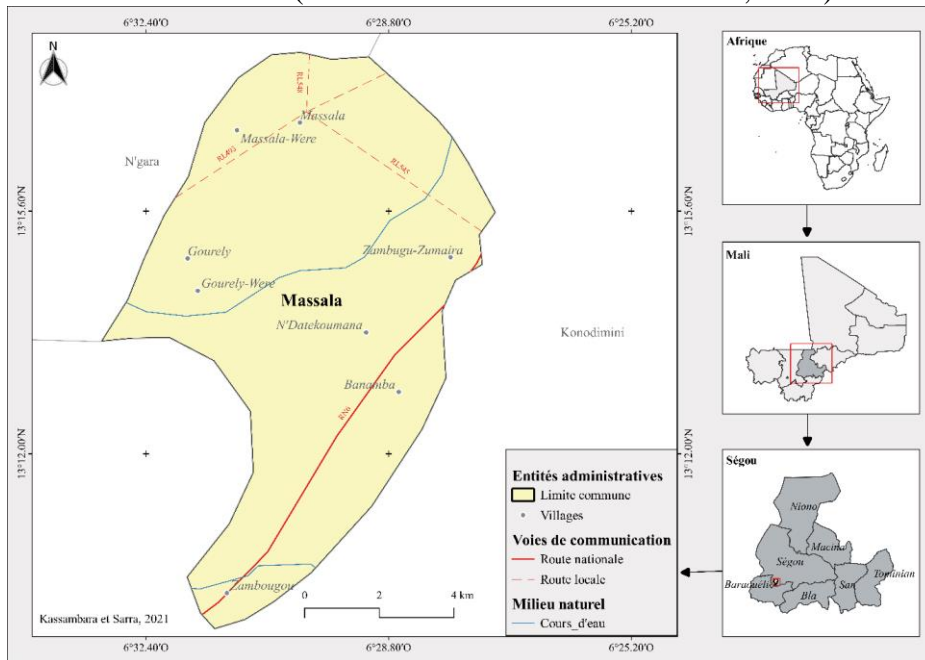 6°32.40'O
6°28.80'O
6°25.20'O
N
Massala
Massala-Were
N'gara
13°15.60'N
13°15.60'N
Gourely
Zambugu-Zumaira
Gourely-Were
Massala
N'Datekoumana
Konodimini
Banamba
RN6
13°12.00'N
13°12.00'N
Zambougou
0 2 4 km
Kassambara et Sarra, 2021
6°32.40'O
6°28.80'O
6°25.20'O
Entités administratives
Limite commune
Villages
Voies de communication
Route nationale
Route locale
Milieu naturel
Cours_d'eau
Afrique
Mali
Ségou
Niono
Macina
Ségou
Tominian
San
Bla